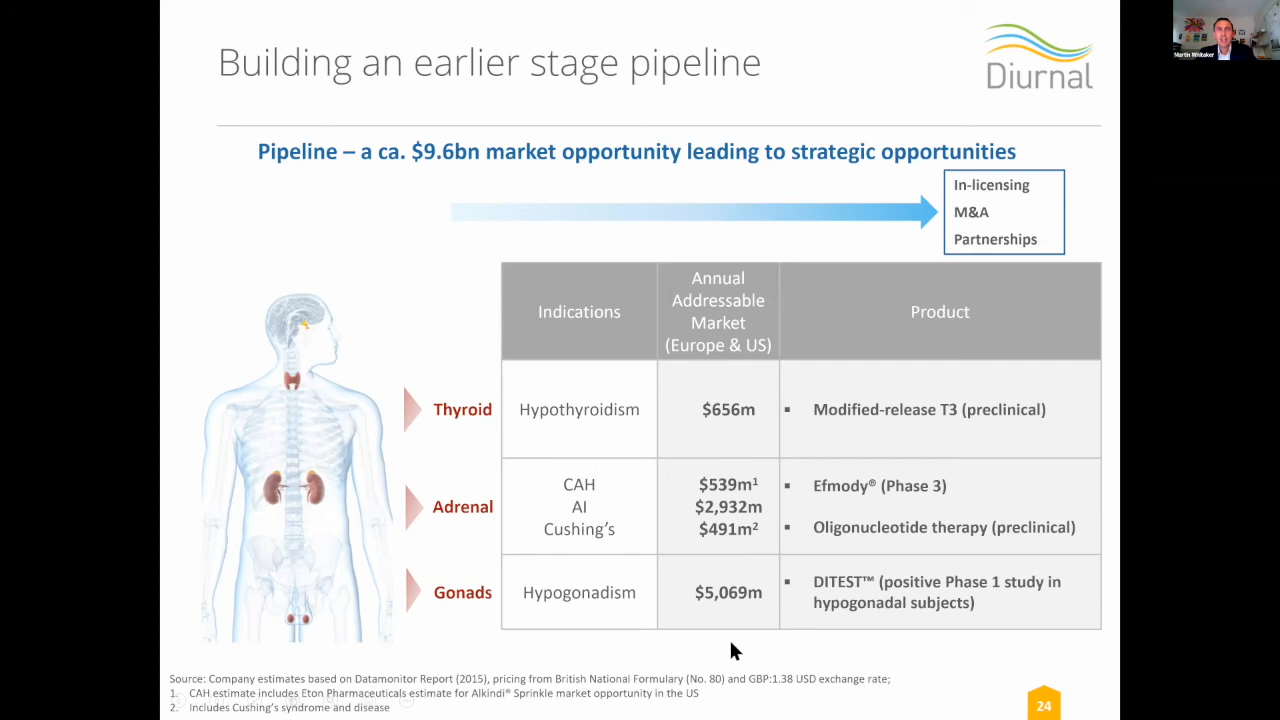 Building an earlier stage pipeline
Diurnal
Martin Whitaker
Pipeline – a ca. $9.6bn market opportunity leading to strategic opportunities
In-licensing
M&A
Partnerships
Indications
Annual
Addressable
Market
(Europe & US)
Product
Thyroid
Hypothyroidism
$656m
▪ Modified-release T3 (preclinical)
Adrenal
CAH
AI
Cushing's
$539m¹
$2,932m
$491m²
▪ Efmody® (Phase 3)
▪ Oligonucleotide therapy (preclinical)
Gonads
Hypogonadism
$5,069m
▪ DITEST™ (positive Phase 1 study in
hypogonadal subjects)
Source: Company estimates based on Datamonitor Report (2015), pricing from British National Formulary (No. 80) and GBP:1.38 USD exchange rate;
1. CAH estimate includes Eton Pharmaceuticals estimate for Alkindi® Sprinkle market opportunity in the US
2. Includes Cushing's syndrome and disease
24